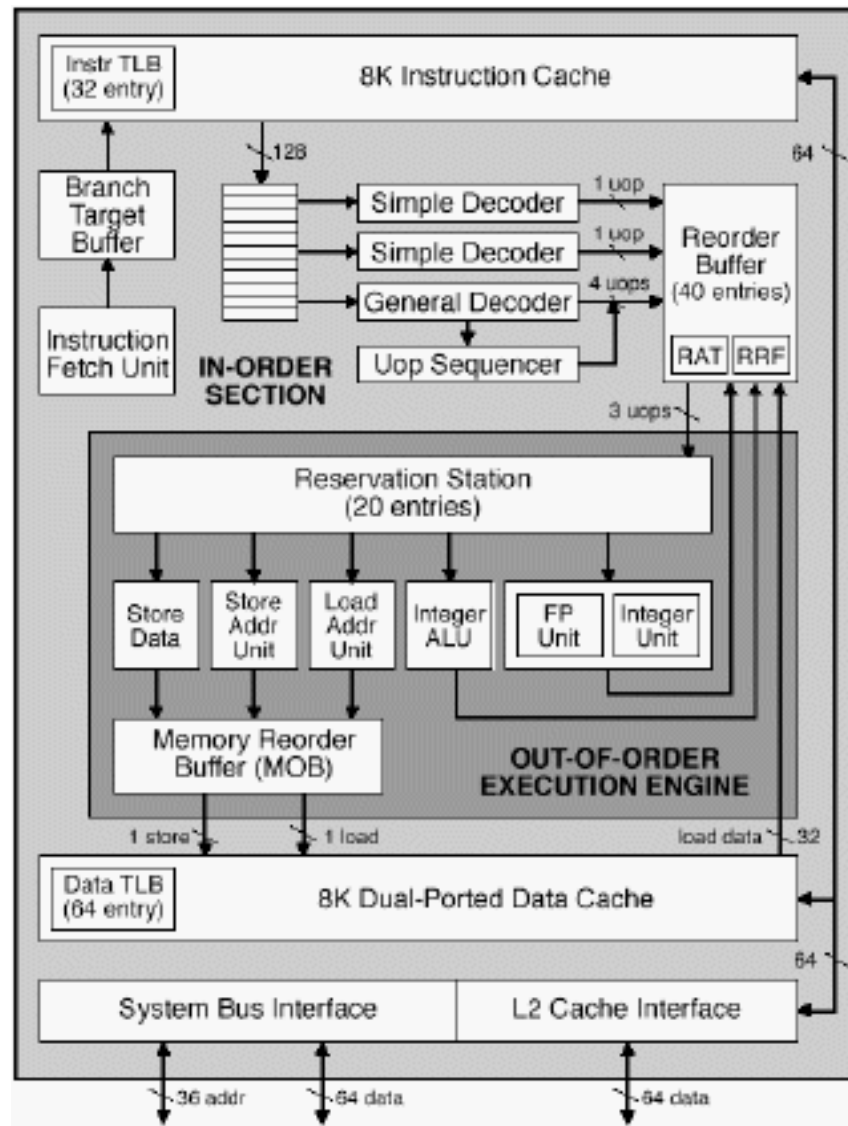 Instr TLB
(32 entry)
8K Instruction Cache
128
64
Branch
Target
Buffer
Simple Decoder
1 uop
Simple Decoder
1 uop
General Decoder
4 uops
Reorder
Buffer
(40 entries)
Instruction
Fetch Unit
IN-ORDER
SECTION
Uop Sequencer
RAT
RRF
3 uops
Reservation Station
(20 entries)
Store
Data
Store
Addr
Unit
Load
Addr
Unit
Integer
ALU
FP
Unit
Integer
Unit
Memory Reorder
Buffer (MOB)
OUT-OF-ORDER
EXECUTION ENGINE
1 store
1 load
load data
32
Data TLB
(64 entry)
8K Dual-Ported Data Cache
64
System Bus Interface
L2 Cache Interface
36 addr
64 data
64 data